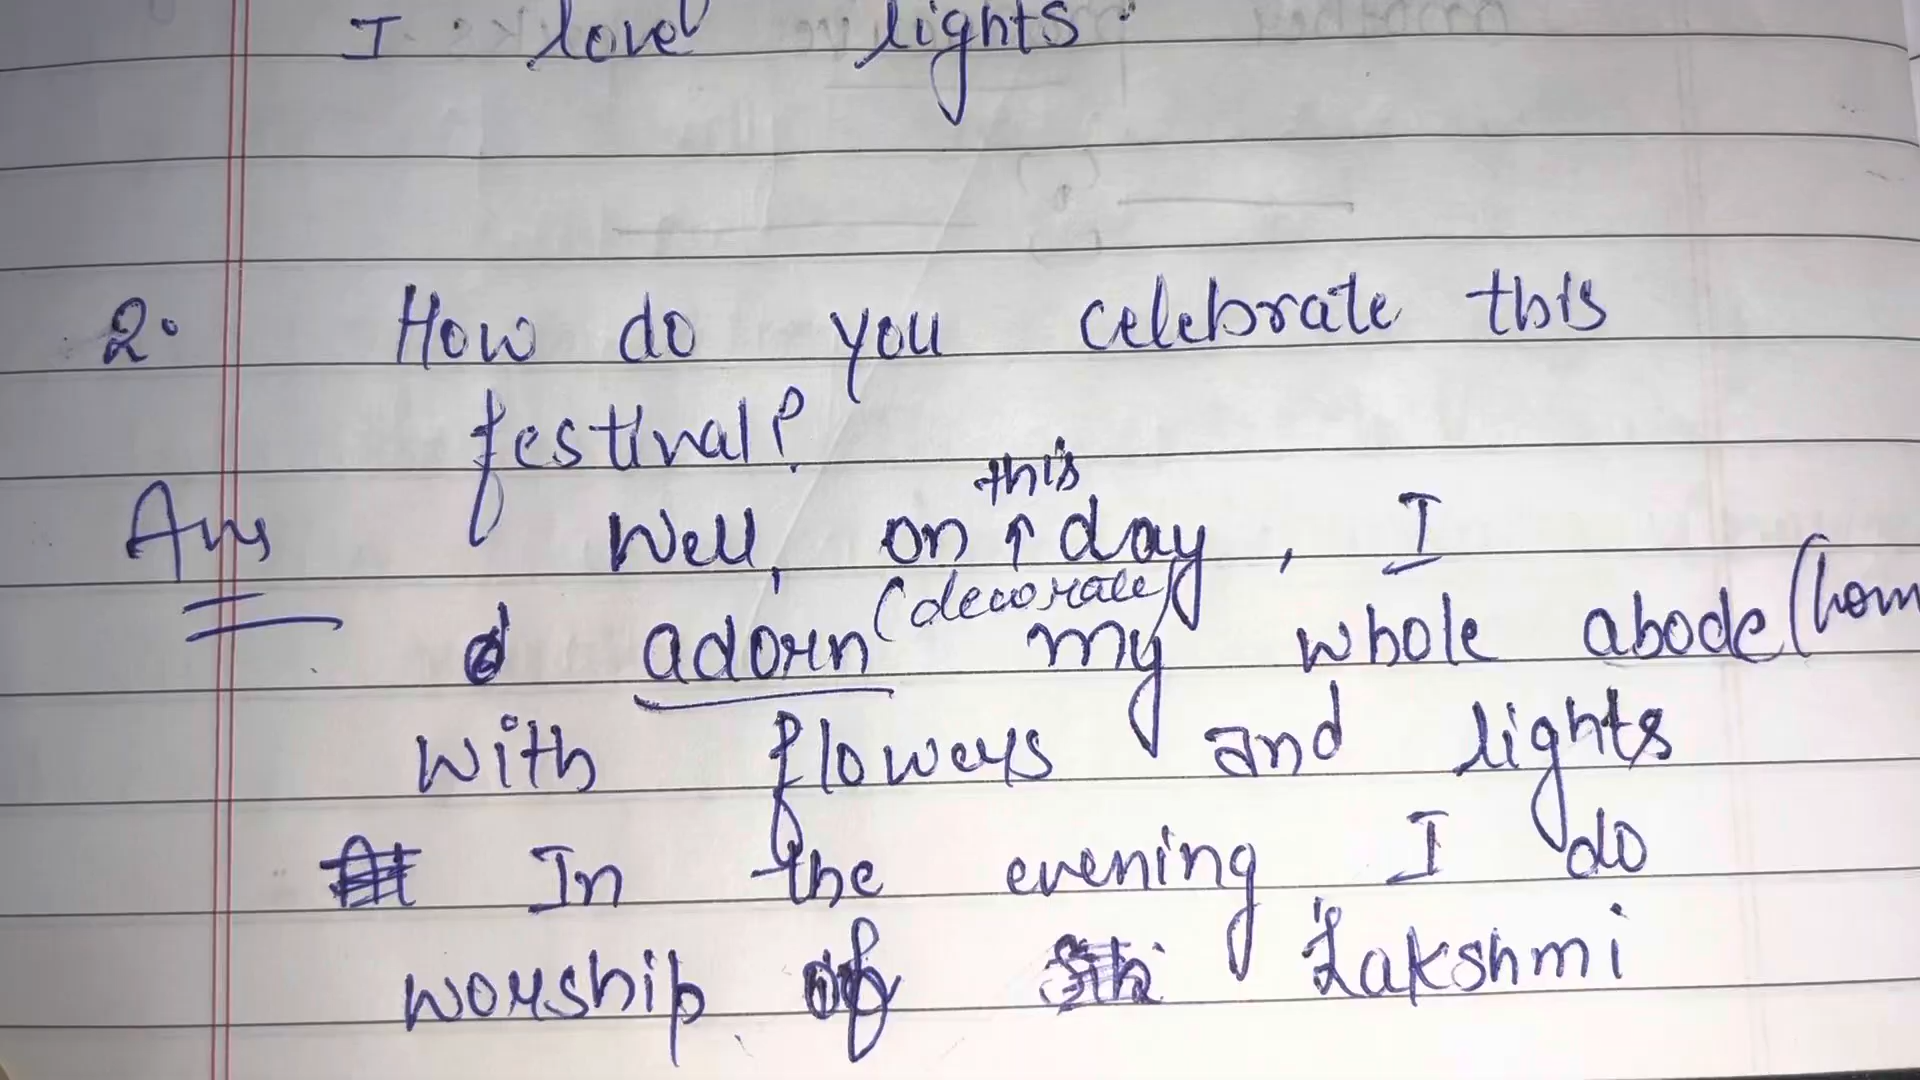 I love lights.
2. How do you celebrate this
festival?
this
Ans Well, on ↑ day, I
(decorate)
adorn my whole abode (hom
with flowers and lights
In the evening I do
worship of Lakshmi